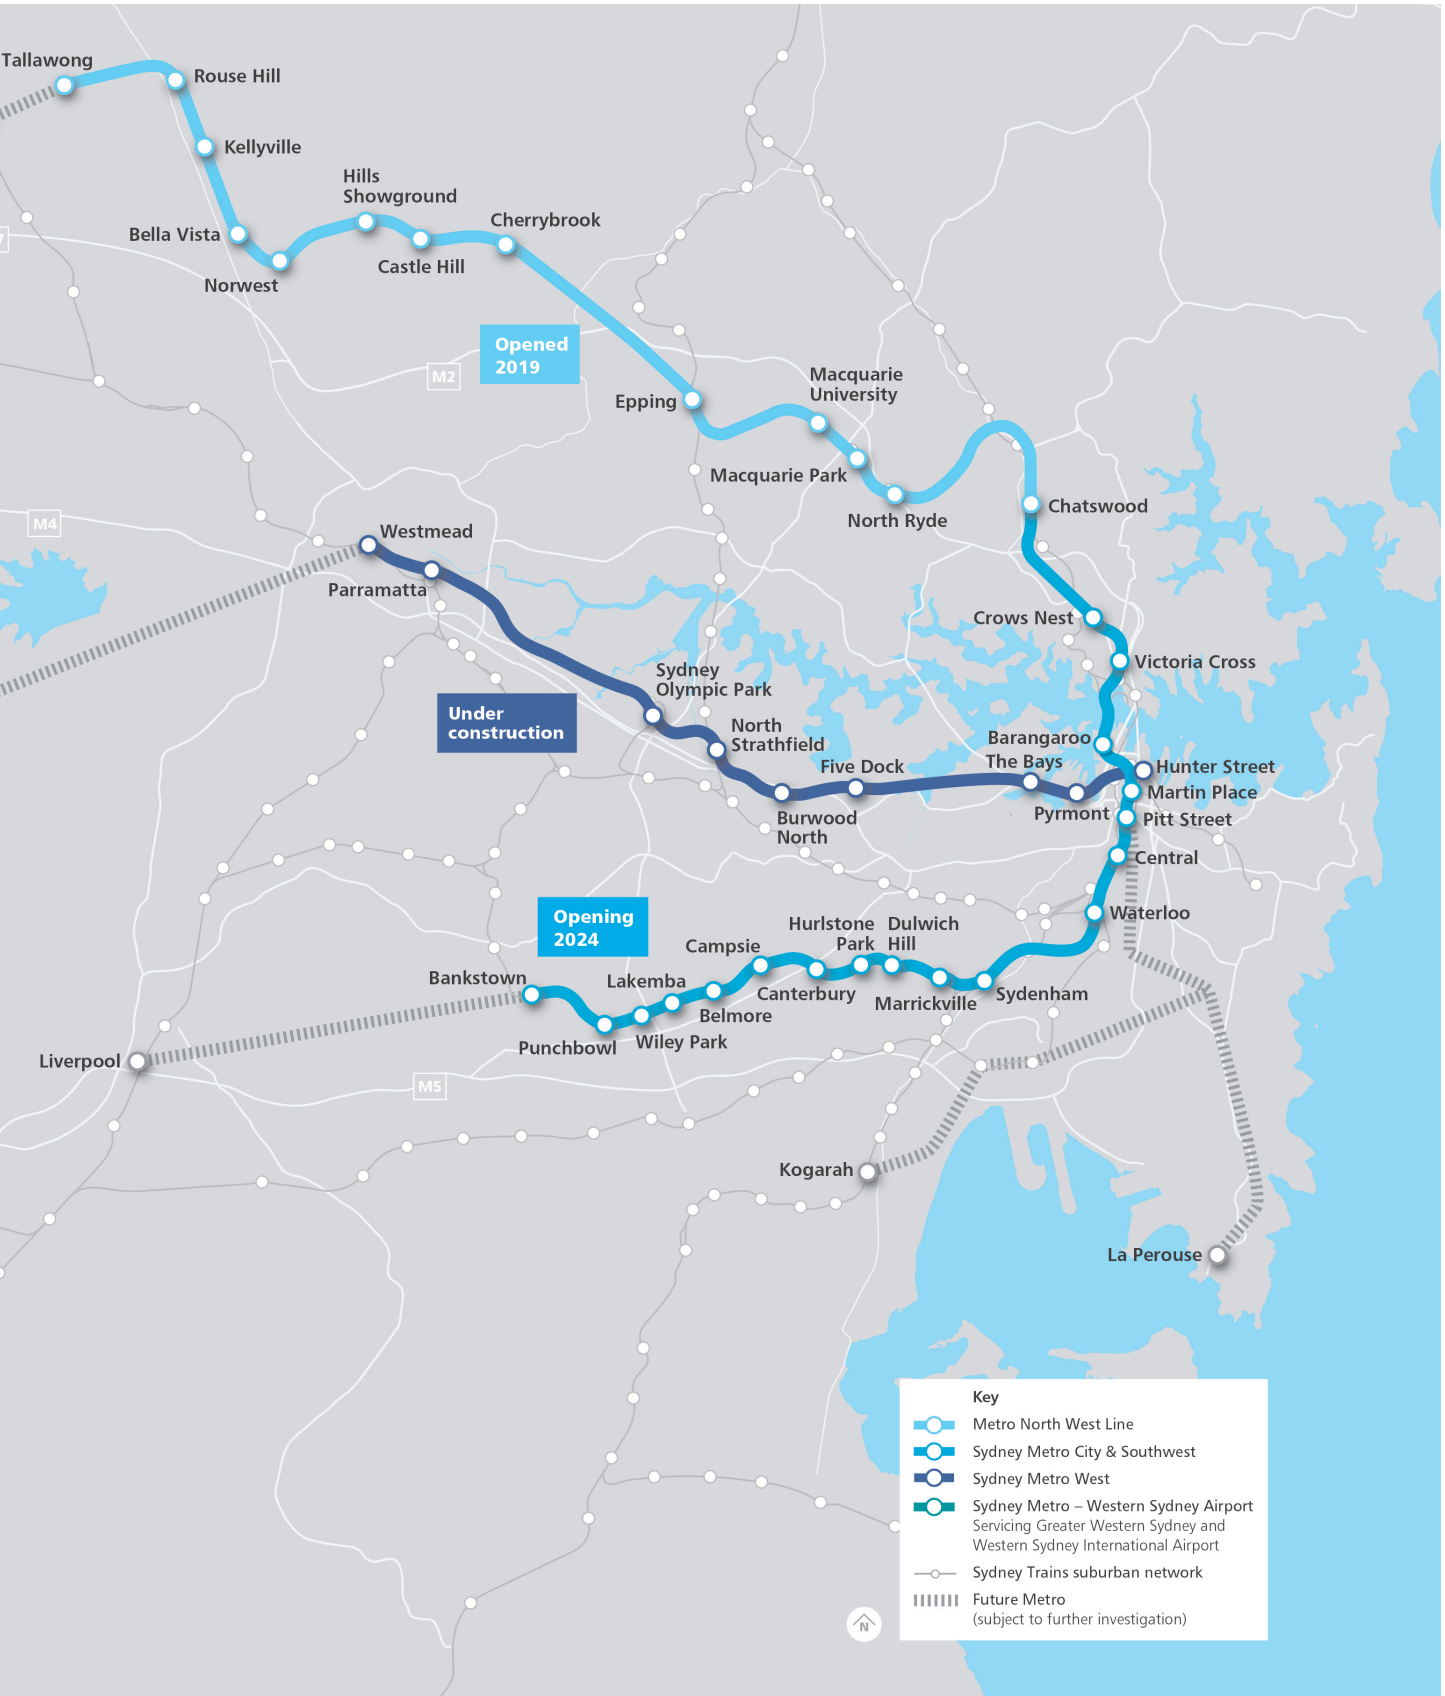 Tallawong
Rouse Hill
Kellyville
Hills
Showground
Cherrybrook
Bella Vista
Castle Hill
Norwest
Opened
2019
M2
Macquarie
University
Epping
Macquarie Park
North Ryde
Chatswood
M4
Westmead
Parramatta
Crows Nest
Victoria Cross
Sydney
Olympic Park
Under
construction
North
Strathfield
Barangaroo
The Bays
Five Dock
Hunter Street
Martin Place
Pyrmont
Pitt Street
Burwood
North
Central
Opening
2024
Waterloo
Hurlstone
Park
Dulwich
Hill
Campsie
Bankstown
Lakemba
Canterbury
Marrickville
Sydenham
Belmore
Punchbowl
Wiley Park
Liverpool
M5
Kogarah
La Perouse
Key
Metro North West Line
Sydney Metro City & Southwest
Sydney Metro West
Sydney Metro – Western Sydney Airport
Servicing Greater Western Sydney and
Western Sydney International Airport
Sydney Trains suburban network
Future Metro
(subject to further investigation)
N